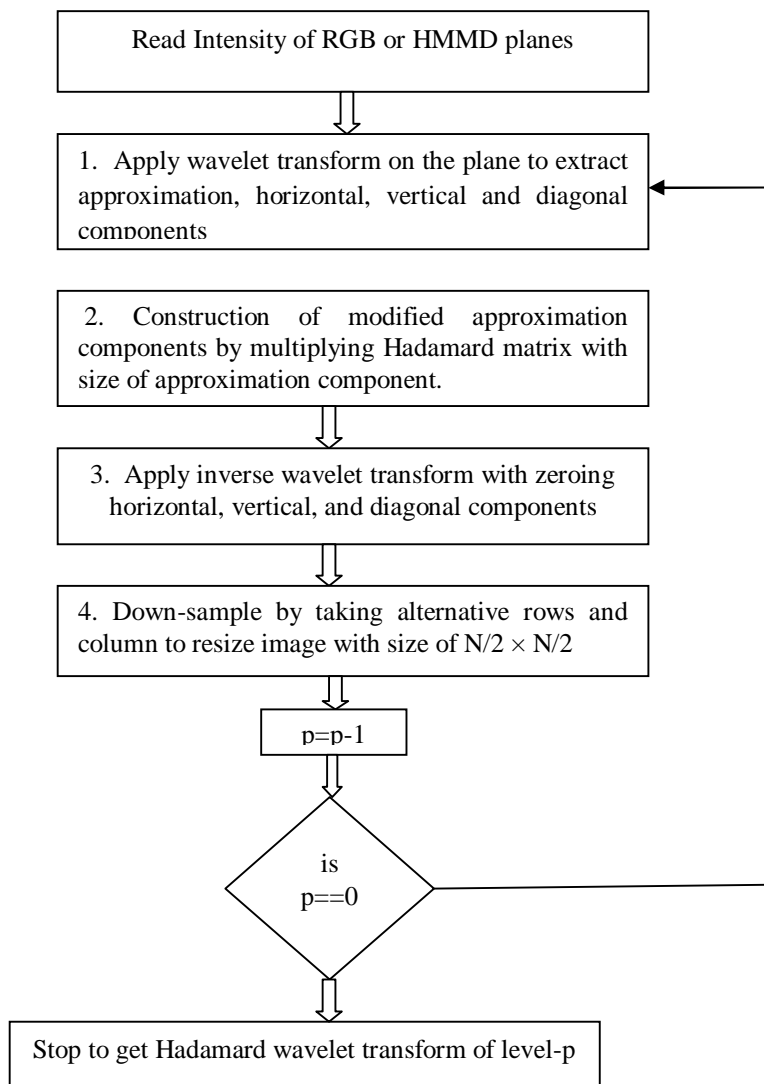 Read Intensity of RGB or HMMD planes
1. Apply wavelet transform on the plane to extract
approximation, horizontal, vertical and diagonal
components
2. Construction of modified approximation
components by multiplying Hadamard matrix with
size of approximation component.
3. Apply inverse wavelet transform with zeroing
horizontal, vertical, and diagonal components
4. Down-sample by taking alternative rows and
column to resize image with size of N/2 × N/2
p=p-1
is
p==0
Stop to get Hadamard wavelet transform of level-p